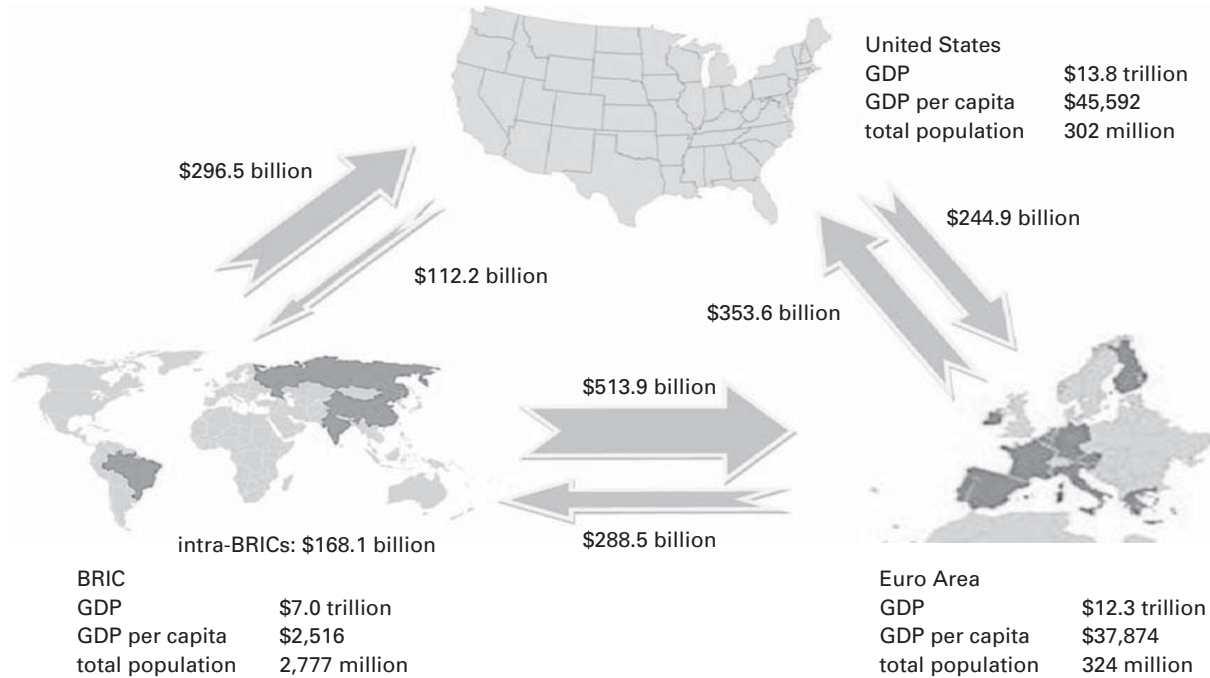 United States
GDP $13.8 trillion
GDP per capita $45,592
total population 302 million
$296.5 billion
$244.9 billion
$112.2 billion
$353.6 billion
$513.9 billion
$288.5 billion
intra-BRICs: $168.1 billion
BRIC
GDP $7.0 trillion
GDP per capita $2,516
total population 2,777 million
Euro Area
GDP $12.3 trillion
GDP per capita $37,874
total population 324 million